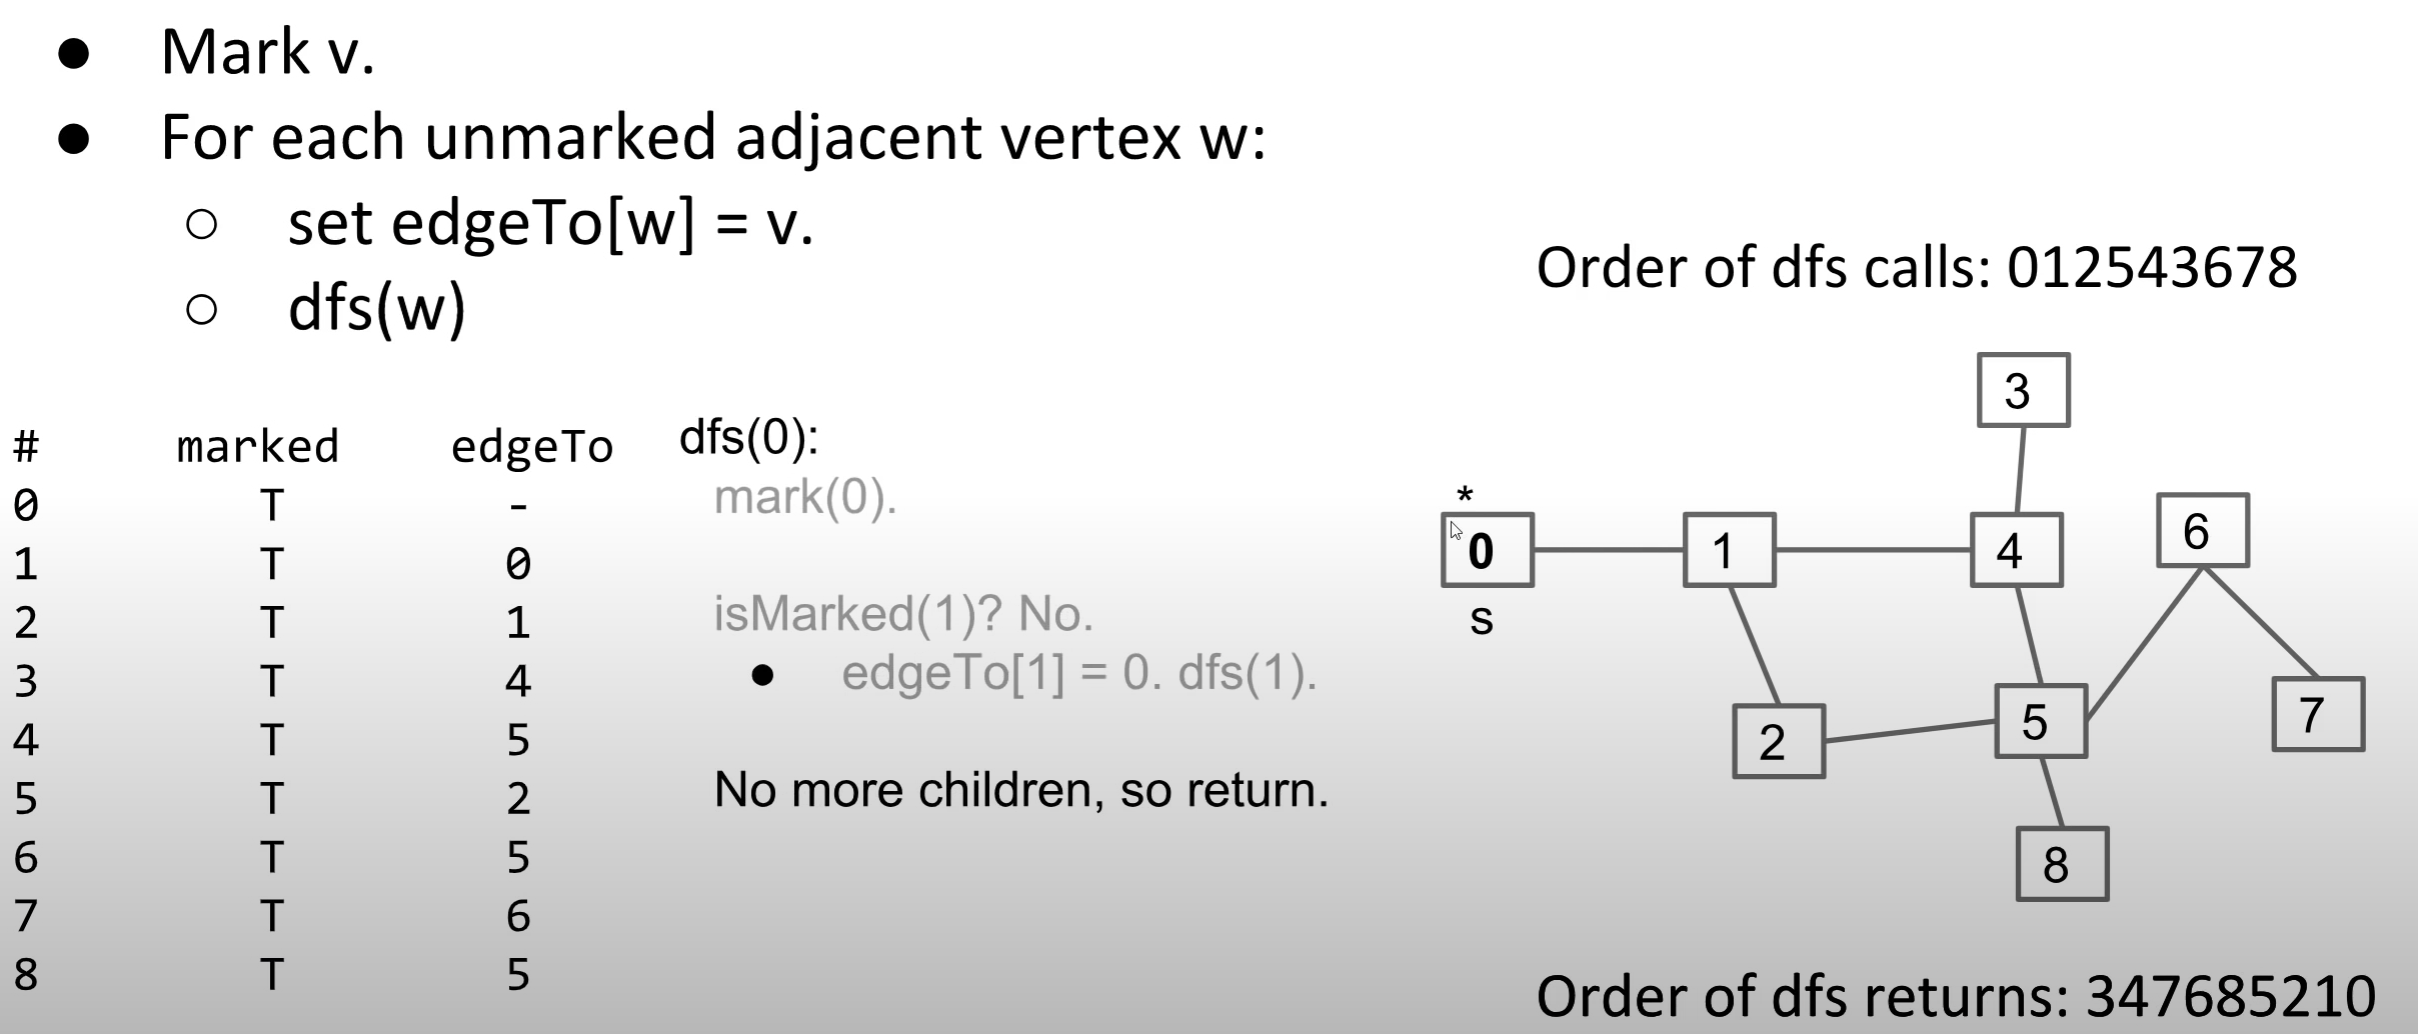 ● Mark v.
● For each unmarked adjacent vertex w:
○ set edgeTo[w] = v.
○ dfs(w)
Order of dfs calls: 012543678
# marked edgeTo
0 T -
1 T 0
2 T 1
3 T 4
4 T 5
5 T 2
6 T 5
7 T 6
8 T 5
dfs(0):
mark(0).
isMarked(1)? No.
● edgeTo[1] = 0. dfs(1).
No more children, so return.
3
*
0
1
4
6
s
2
5
7
8
Order of dfs returns: 347685210